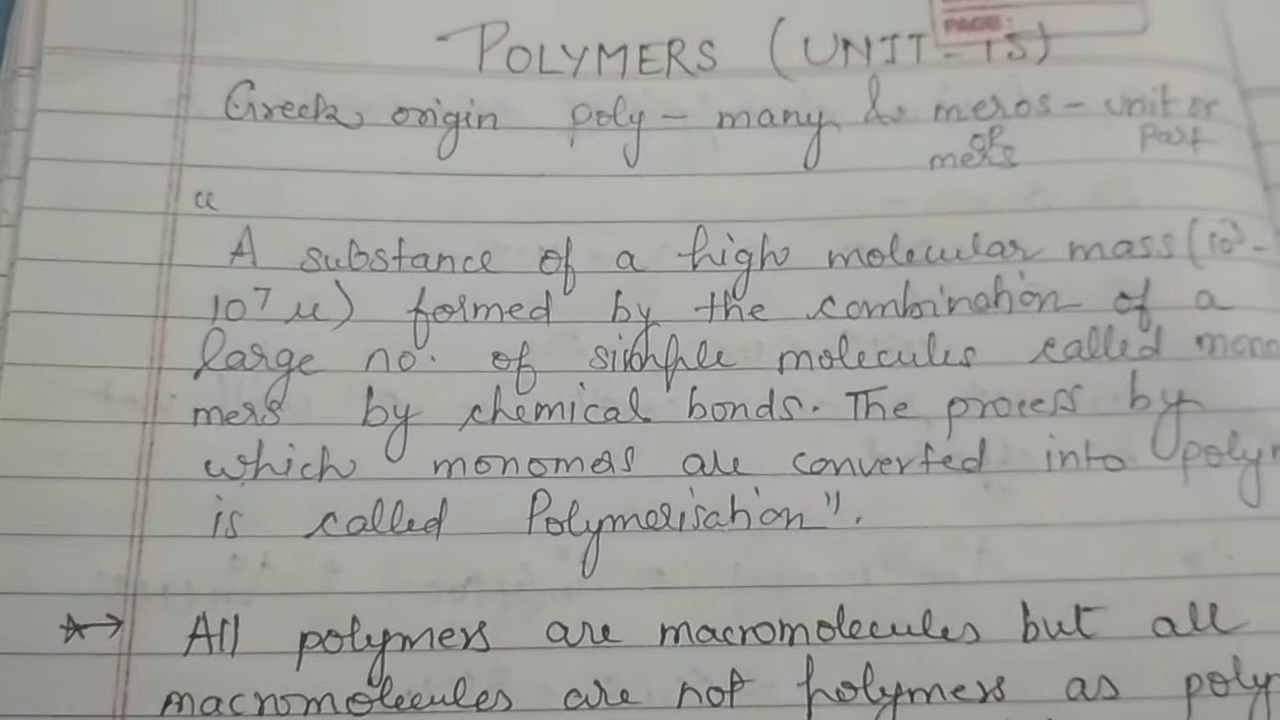 PAGE:
POLYMERS (UNIT-15)
Greek origin poly - many & meros - unit or
or part
mers
"
A substance of a high molecular mass (10³-
10⁷ u) formed by the combination of a
large no. of simple molecules called mono
mers by chemical bonds. The process by
which monomers are converted into poly
is called Polymerisation".
All polymers are macromolecules but all
macromolecules are not polymers as poly